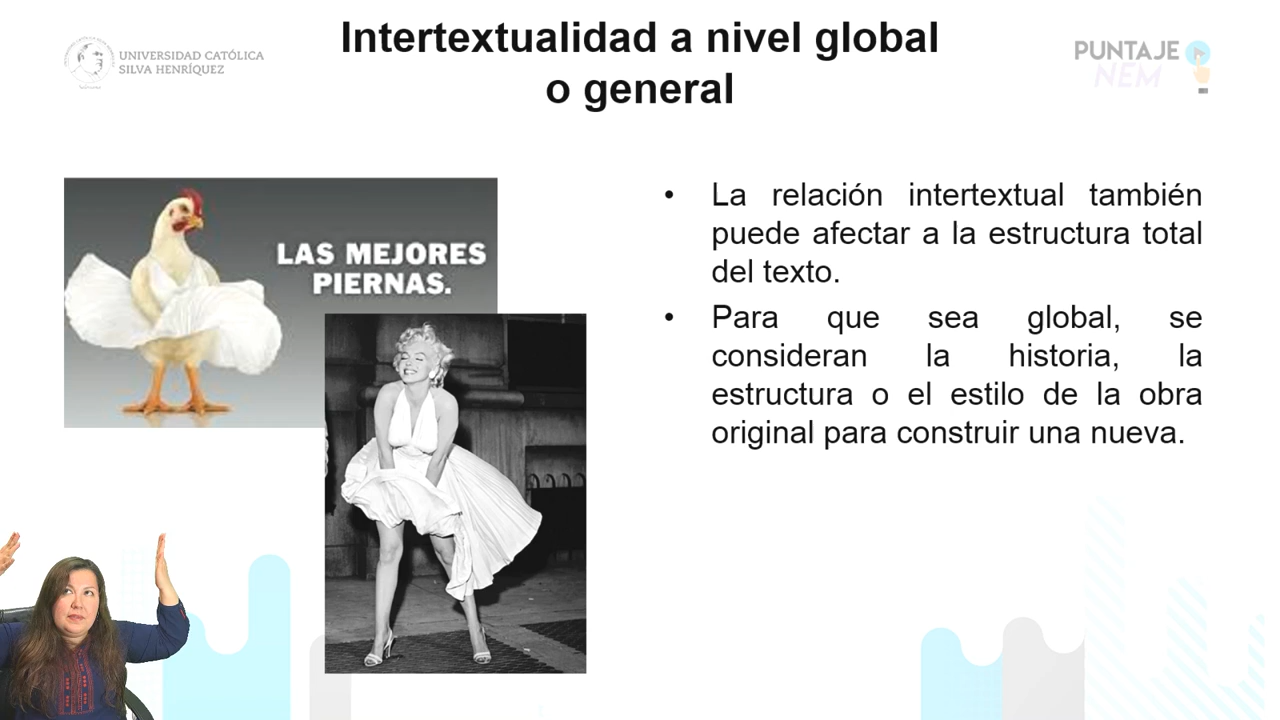 Intertextualidad a nivel global
o general
UNIVERSIDAD CATÓLICA
SILVA HENRÍQUEZ
PUNTAJE
NEM
LAS MEJORES
PIERNAS.
• La relación intertextual también
puede afectar a la estructura total
del texto.
• Para que sea global, se
consideran la historia, la
estructura o el estilo de la obra
original para construir una nueva.